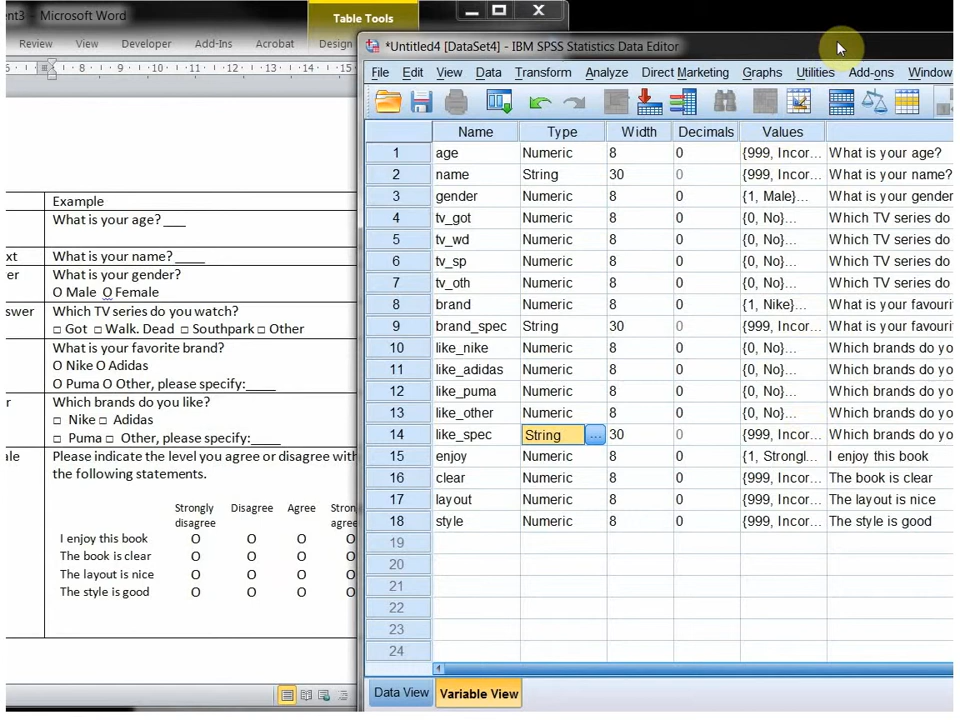 ent3 - Microsoft Word
Table Tools
Review View Developer Add-Ins Acrobat Design
8 9 10 11 12 13 14 15
Example
What is your age? ___
xt What is your name? ____
er What is your gender?
O Male O Female
swer Which TV series do you watch?
□ Got □ Walk. Dead □ Southpark □ Other
What is your favorite brand?
O Nike O Adidas
O Puma O Other, please specify:____
r Which brands do you like?
□ Nike □ Adidas
□ Puma □ Other, please specify:____
ale Please indicate the level you agree or disagree with
the following statements.
Strongly disagree Disagree Agree Stron agree
I enjoy this book O O O O
The book is clear O O O O
The layout is nice O O O O
The style is good O O O O
*Untitled4 [DataSet4] - IBM SPSS Statistics Data Editor
File Edit View Data Transform Analyze Direct Marketing Graphs Utilities Add-ons Window
Name Type Width Decimals Values
1 age Numeric 8 0 {999, Incor... What is your age?
2 name String 30 0 {999, Incor... What is your name?
3 gender Numeric 8 0 {1, Male}... What is your gender
4 tv_got Numeric 8 0 {0, No}... Which TV series do
5 tv_wd Numeric 8 0 {0, No}... Which TV series do
6 tv_sp Numeric 8 0 {0, No}... Which TV series do
7 tv_oth Numeric 8 0 {0, No}... Which TV series do
8 brand Numeric 8 0 {1, Nike}... What is your favour
9 brand_spec String 30 0 {999, Incor... What is your favouri
10 like_nike Numeric 8 0 {0, No}... Which brands do yo
11 like_adidas Numeric 8 0 {0, No}... Which brands do yo
12 like_puma Numeric 8 0 {0, No}... Which brands do yo
13 like_other Numeric 8 0 {0, No}... Which brands do yo
14 like_spec String ... 30 0 {999, Incor... Which brands do yo
15 enjoy Numeric 8 0 {1, Strongl... I enjoy this book
16 clear Numeric 8 0 {999, Incor... The book is clear
17 layout Numeric 8 0 {999, Incor... The layout is nice
18 style Numeric 8 0 {999, Incor... The style is good
19
20
21
22
23
24
Data View Variable View